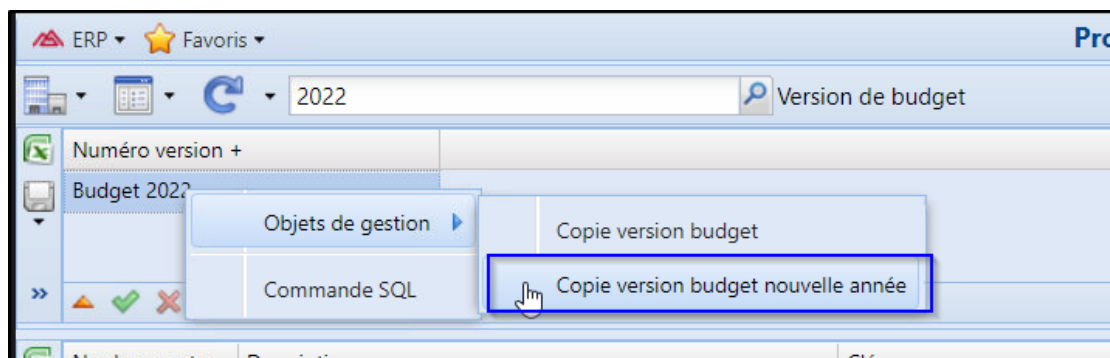 ERP Favoris Pro
2022 Version de budget
Numéro version +
Budget 2022
Objets de gestion
Copie version budget
Commande SQL
Copie version budget nouvelle année